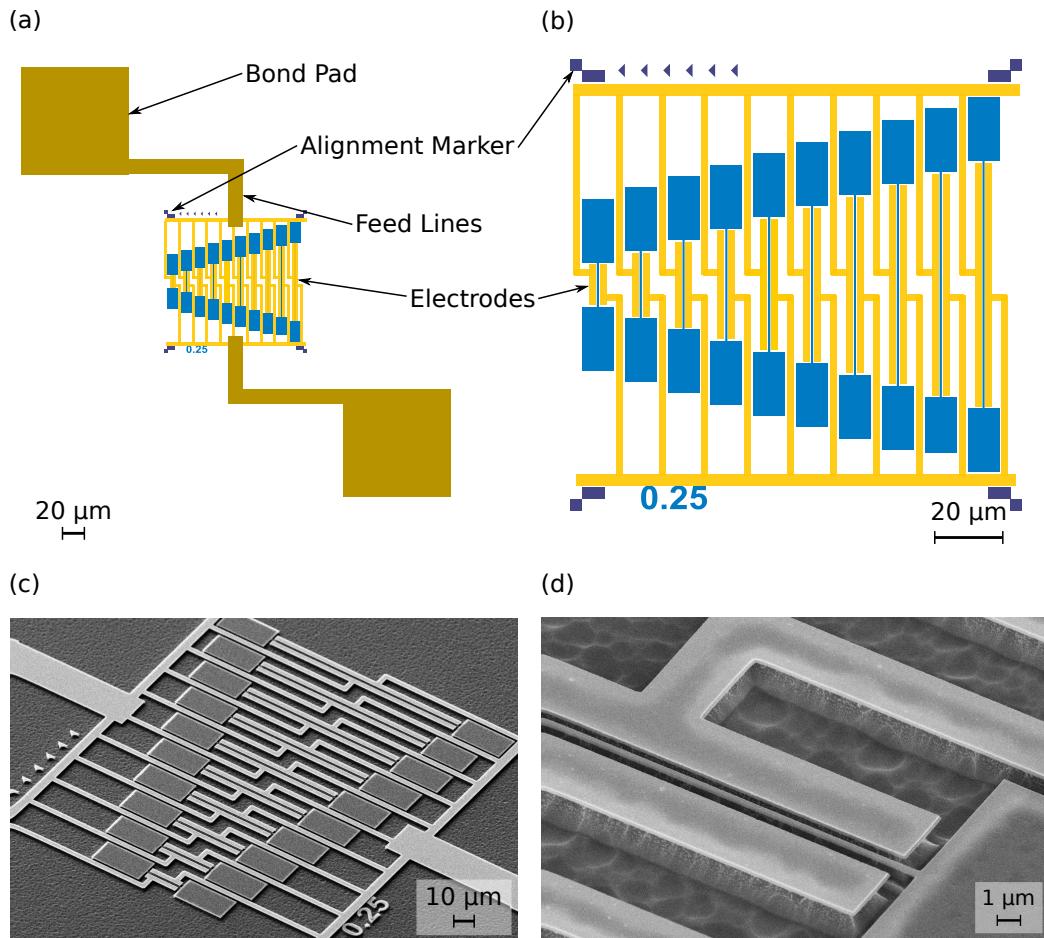 (a)
(b)
Bond Pad
Alignment Marker
Feed Lines
Electrodes
0.25
20 µm
0.25
20 µm
(c)
(d)
0.25
10 µm
1 µm